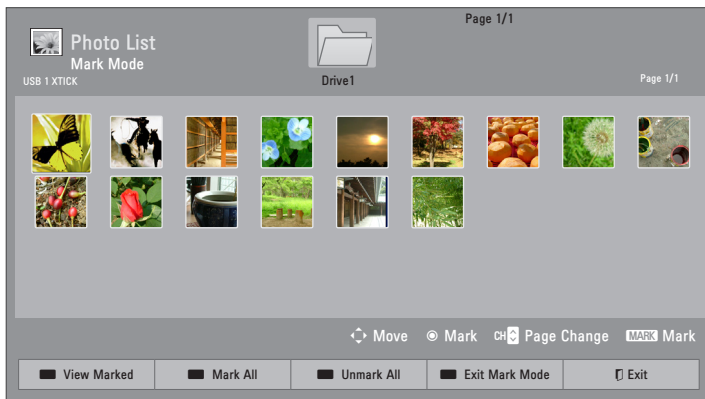 Page 1/1
Photo List
Mark Mode
USB 1 XTICK
Drive1
Page 1/1
Move Mark CH Page Change MARK Mark
View Marked Mark All Unmark All Exit Mark Mode Exit